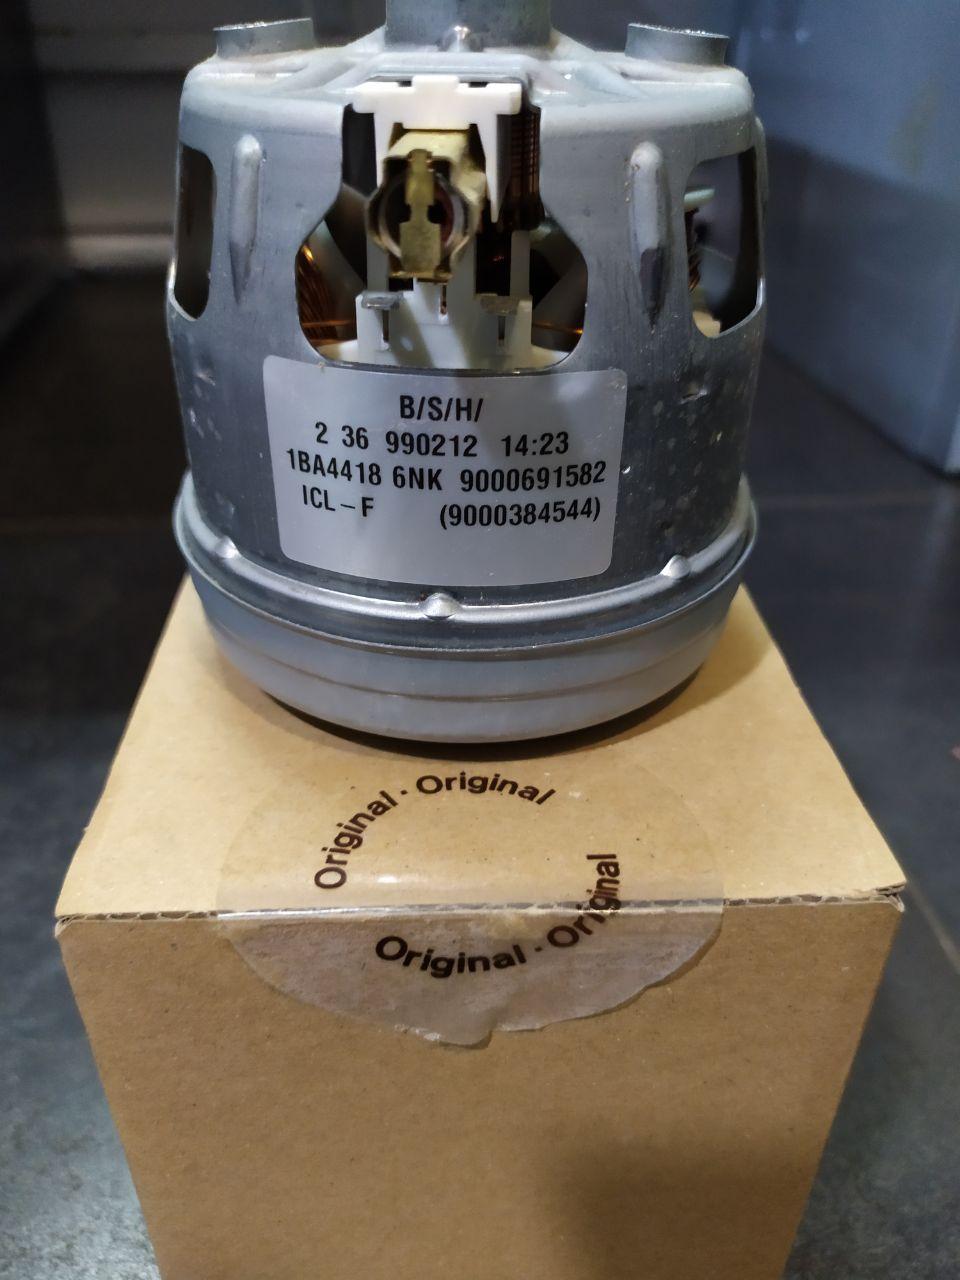 B/S/H/
2 36 990212 14:23
1BA4418 6NK 9000691582
ICL-F (9000384544)
Original · Original
Original · Original